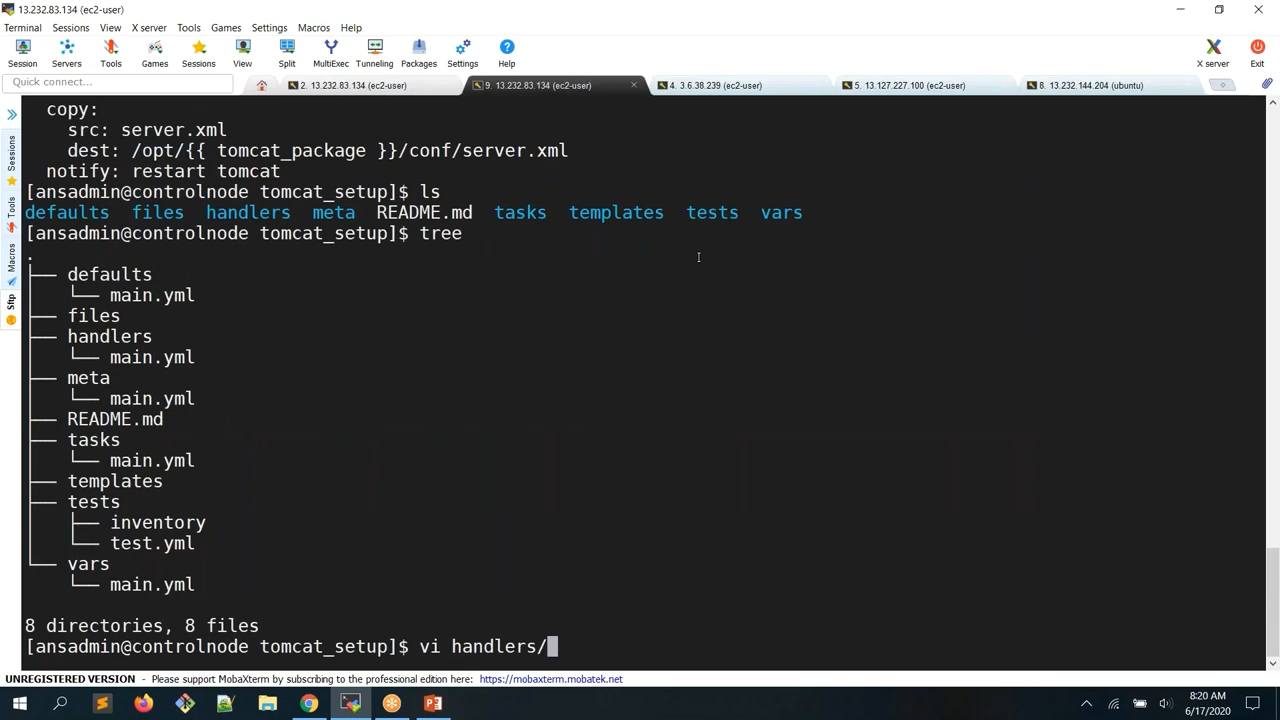 13.232.83.134 (ec2-user)
Terminal Sessions View X server Tools Games Settings Macros Help
Session Servers Tools Games Sessions View Split MultiExec Tunneling Packages Settings Help X server Exit
Quick connect...
2. 13.232.83.134 (ec2-user) 9. 13.232.83.134 (ec2-user) 4. 3.6.38.239 (ec2-user) 5. 13.127.227.100 (ec2-user) 8. 13.232.144.204 (ubuntu)
Sessions
Tools
Macros
Sftp
copy:
src: server.xml
dest: /opt/{{ tomcat_package }}/conf/server.xml
notify: restart tomcat
[ansadmin@controlnode tomcat_setup]$ ls
defaults files handlers meta README.md tasks templates tests vars
[ansadmin@controlnode tomcat_setup]$ tree
.
├── defaults
│   └── main.yml
├── files
├── handlers
│   └── main.yml
├── meta
│   └── main.yml
├── README.md
├── tasks
│   └── main.yml
├── templates
├── tests
│   ├── inventory
│   └── test.yml
└── vars
    └── main.yml
8 directories, 8 files
[ansadmin@controlnode tomcat_setup]$ vi handlers/
UNREGISTERED VERSION - Please support MobaXterm by subscribing to the professional edition here: https://mobaxterm.mobatek.net
8:20 AM
6/17/2020